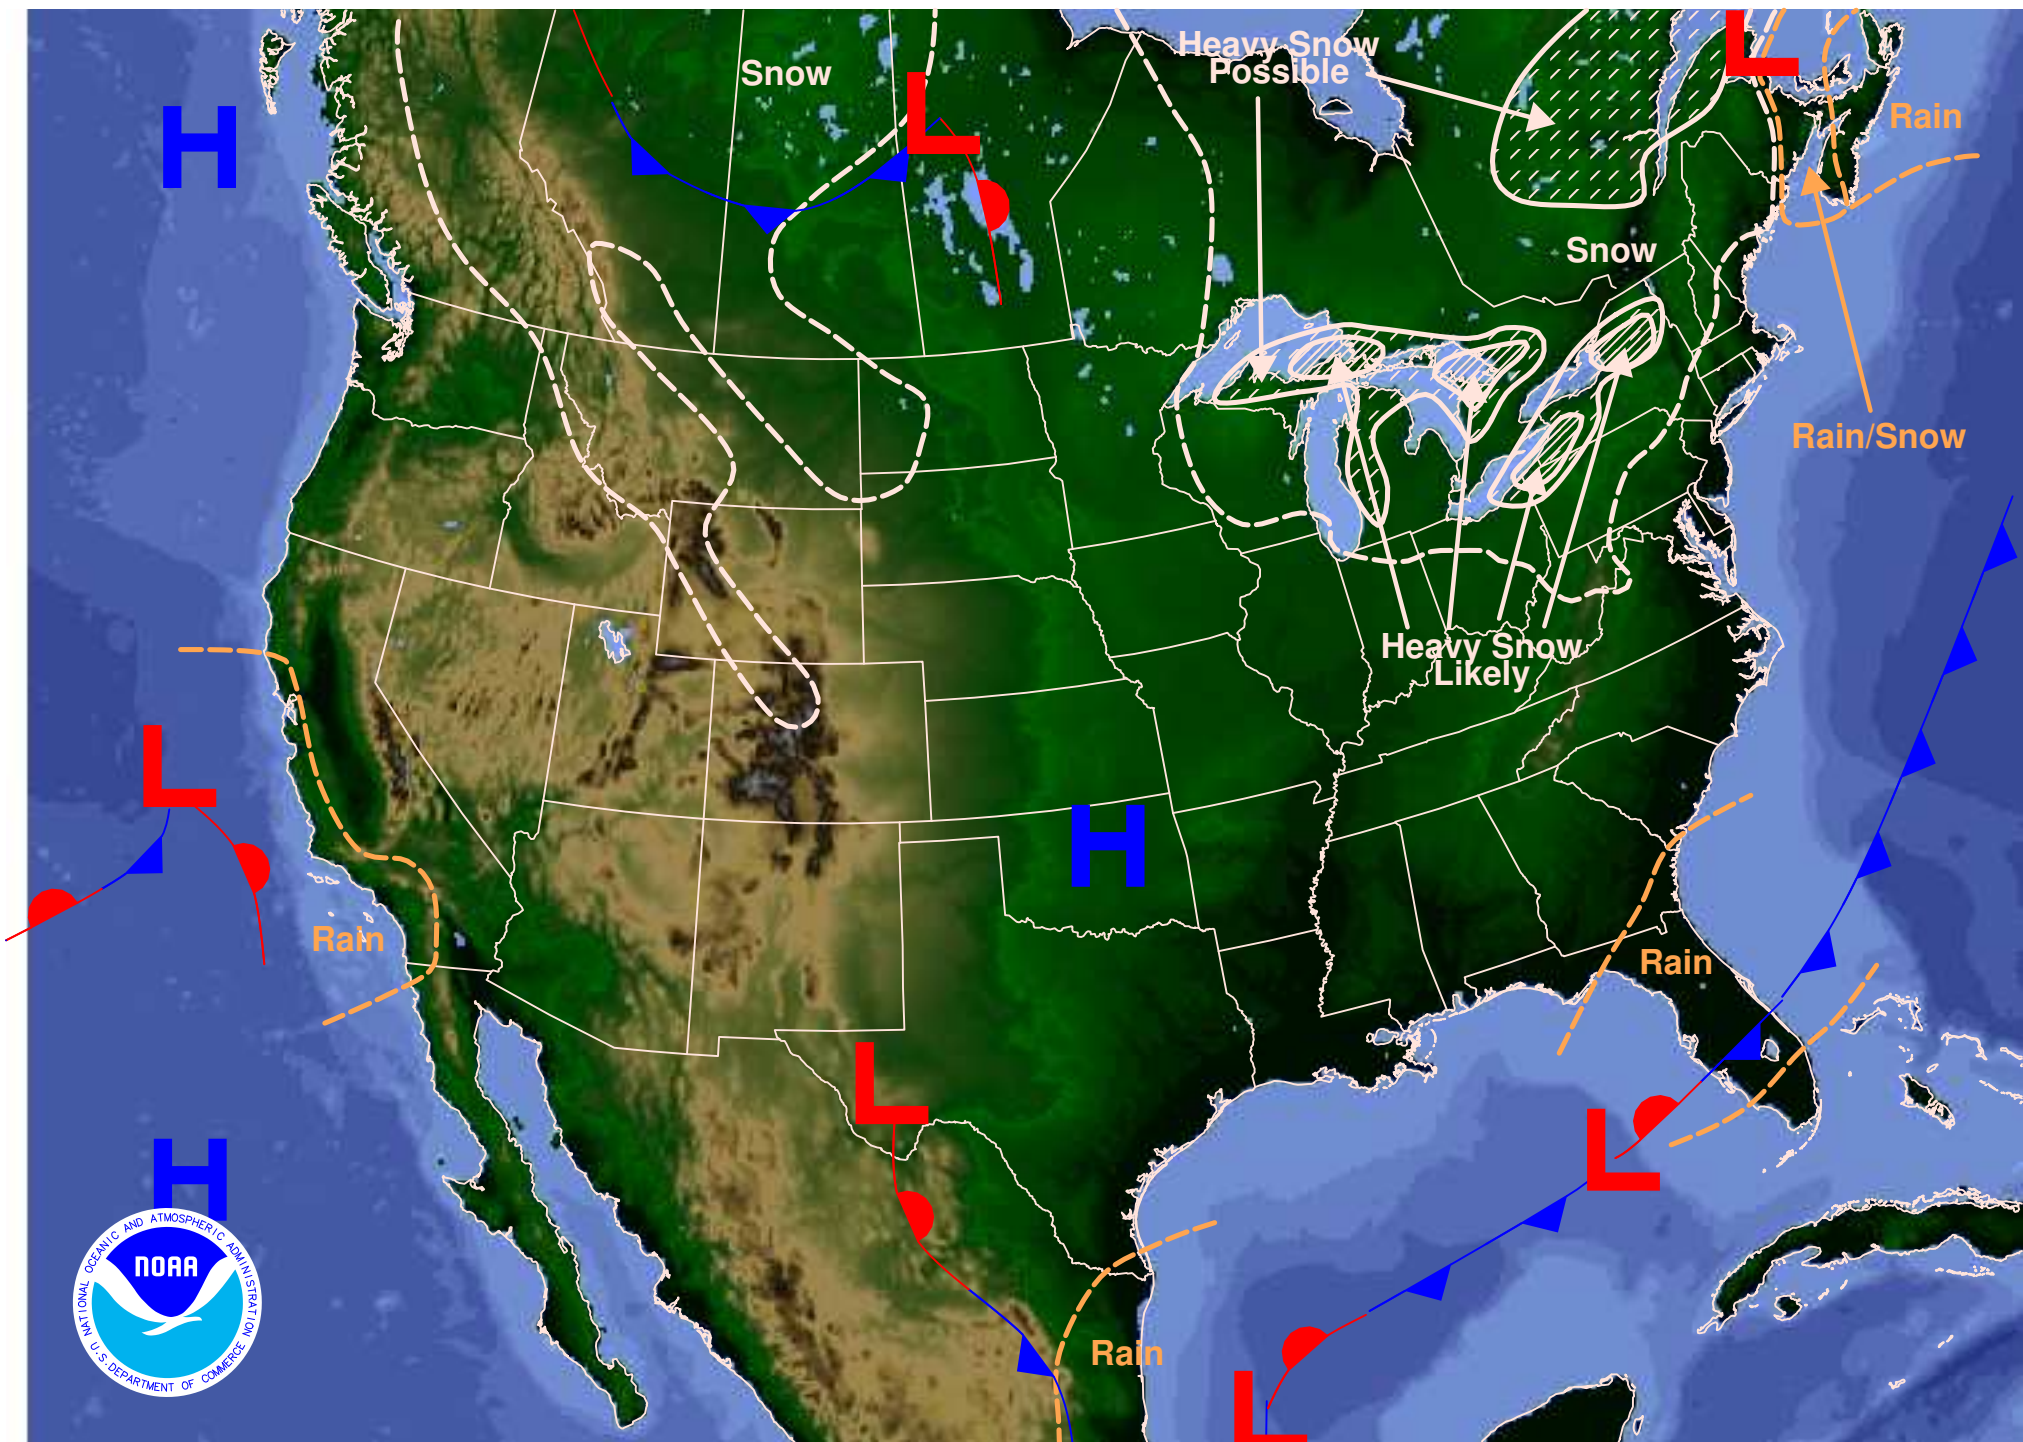 Heavy Snow
Possible
Snow
L
L
H
Rain
Snow
Rain/Snow
Heavy Snow
Likely
L
H
Rain
Rain
L
L
H
Rain
L
NATIONAL OCEANIC AND ATMOSPHERIC ADMINISTRATION
NOAA
U.S. DEPARTMENT OF COMMERCE